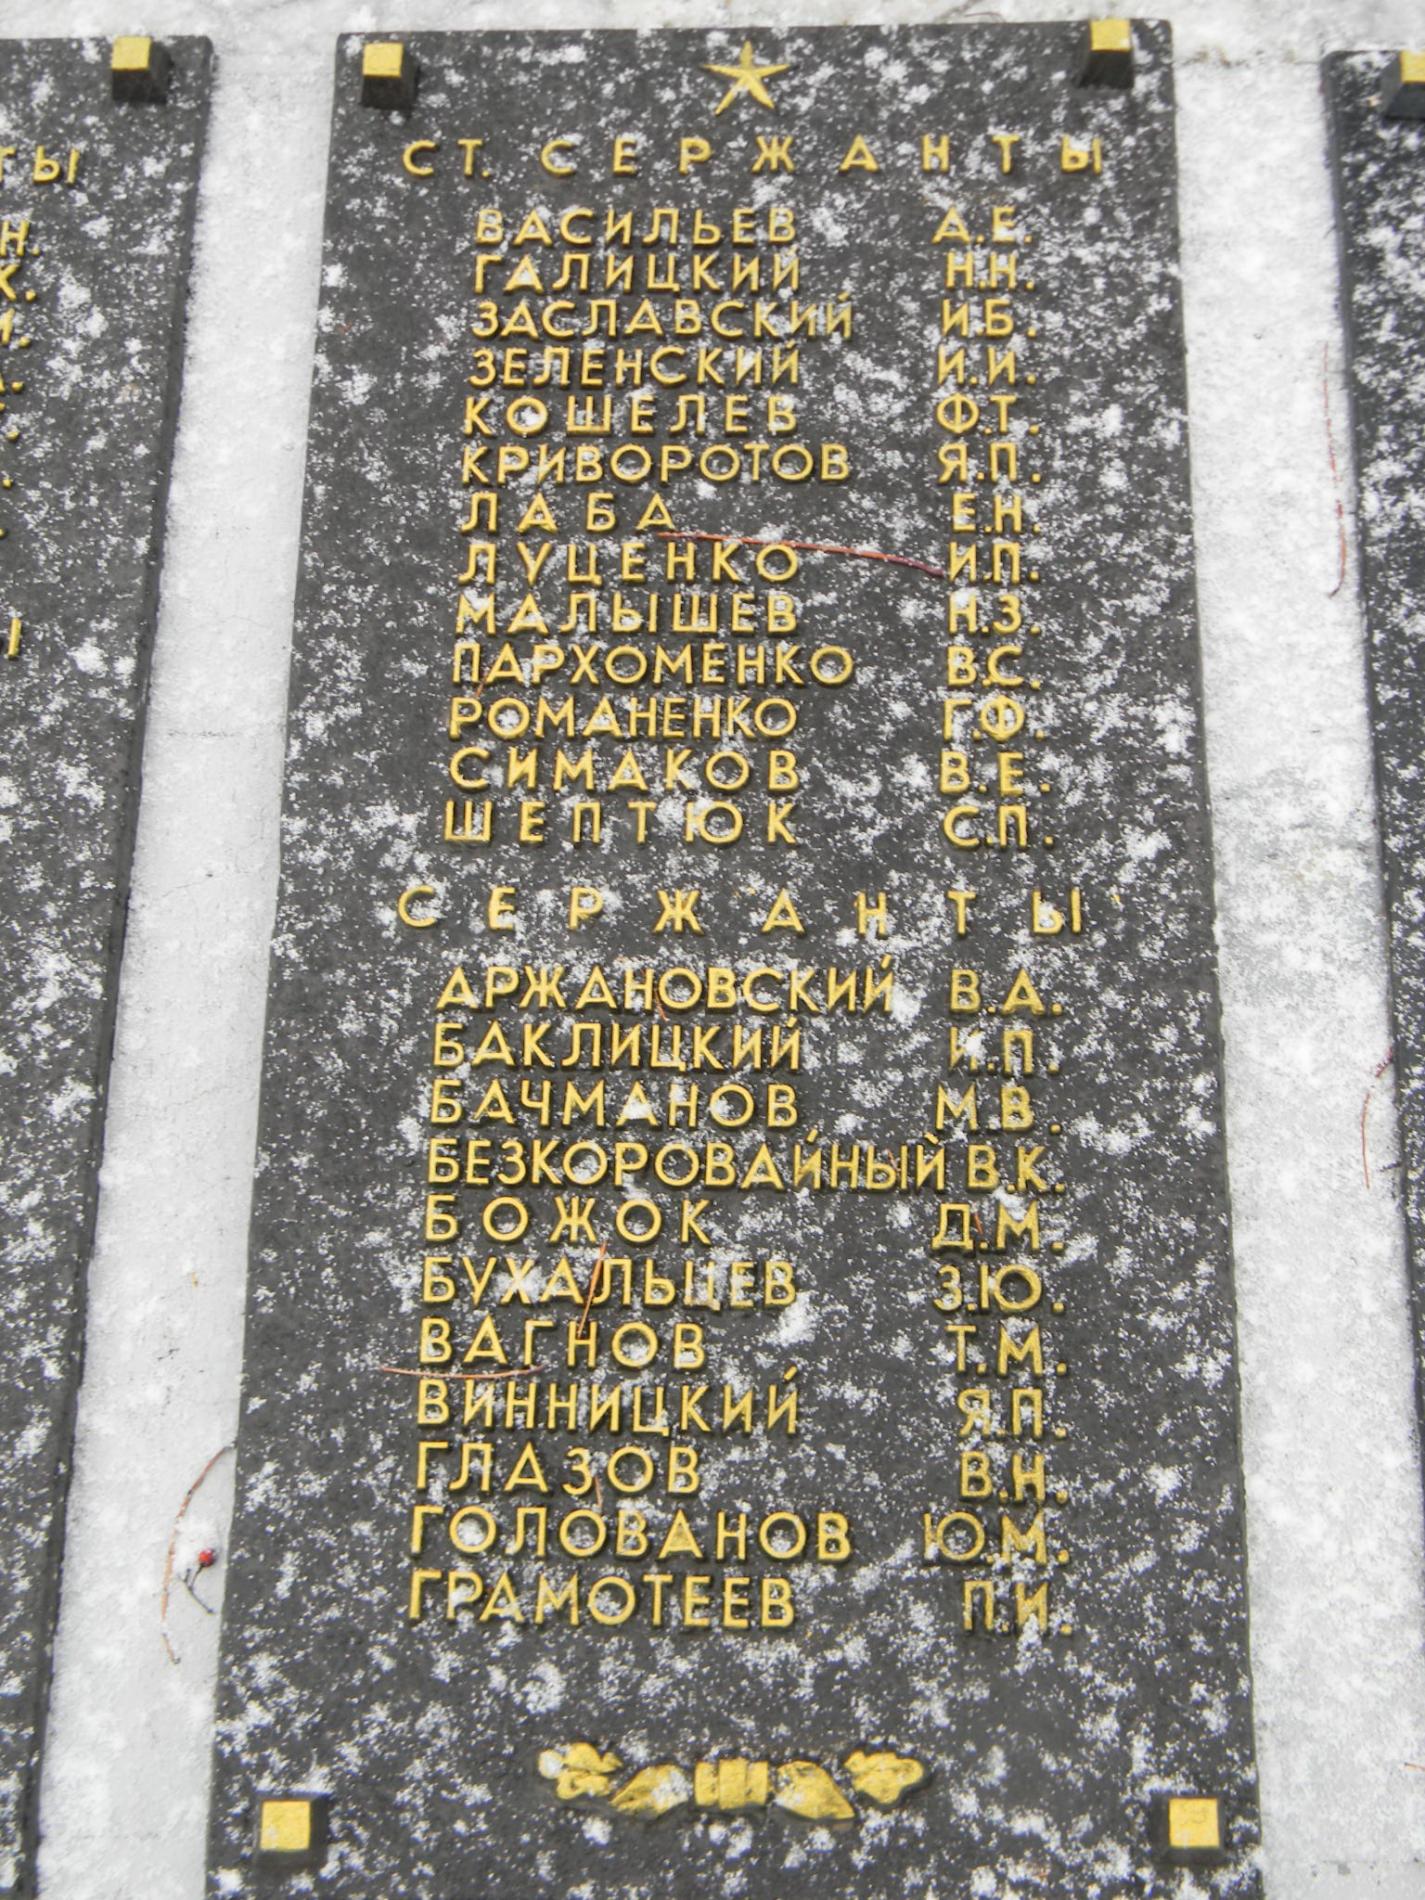 СТ. СЕРЖАНТЫ
ВАСИЛЬЕВ А.Е.
ГАЛИЦКИЙ Н.Н.
ЗАСЛАВСКИЙ И.Б.
ЗЕЛЕНСКИЙ И.И.
КОШЕЛЕВ Ф.Т.
КРИВОРОТОВ Я.П.
ЛАБА Е.Н.
ЛУЦЕНКО И.П.
МАЛЫШЕВ Н.З.
ПАРХОМЕНКО В.С.
РОМАНЕНКО Г.Ф.
СИМАКОВ В.Е.
ШЕПТЮК С.П.
СЕРЖАНТЫ
АРЖАНОВСКИЙ В.А.
БАКЛИЦКИЙ И.П.
БАЧМАНОВ М.В.
БЕЗКОРОВАЙНЫЙ В.К.
БОЖОК Д.М.
БУХАЛЬЦЕВ З.Ю.
ВАГНОВ Т.М.
ВИННИЦКИЙ Я.П.
ГЛАЗОВ В.Н.
ГОЛОВАНОВ Ю.М.
ГРАМОТЕЕВ П.И.